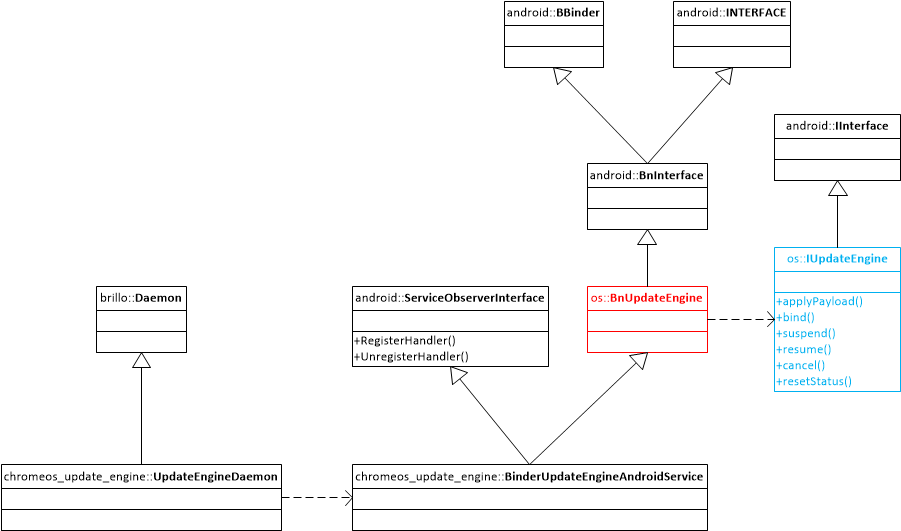 android::BBinder
android::INTERFACE
android::IInterface
android::BnInterface
os::IUpdateEngine
+applyPayload()
+bind()
+suspend()
+resume()
+cancel()
+resetStatus()
brillo::Daemon
android::ServiceObserverInterface
+RegisterHandler()
+UnregisterHandler()
os::BnUpdateEngine
chromeos_update_engine::UpdateEngineDaemon
chromeos_update_engine::BinderUpdateEngineAndroidService